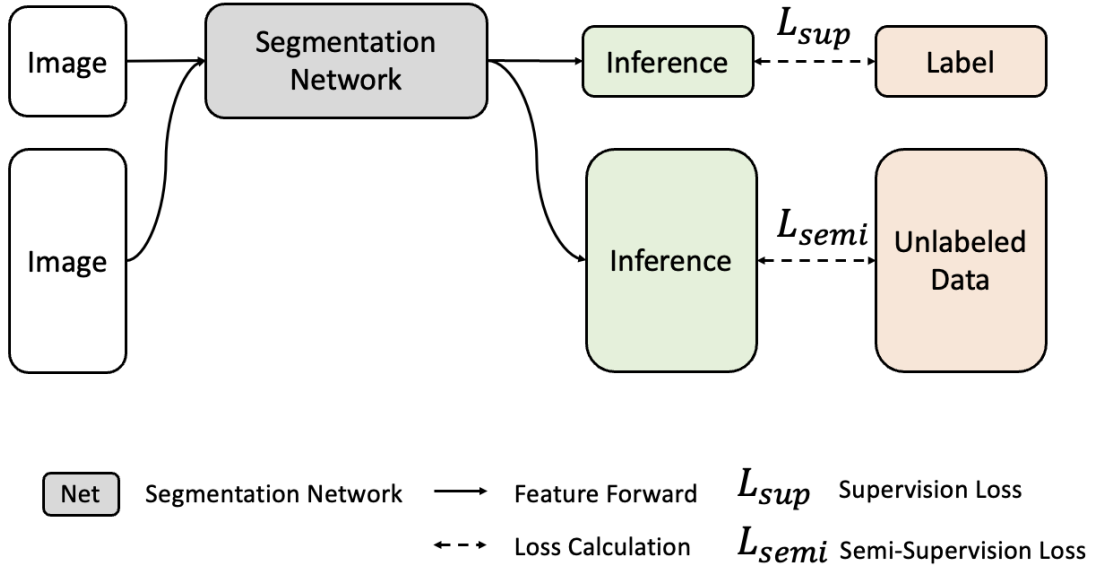 Image
Segmentation
Network
Inference
L_sup
Label
Image
Inference
L_semi
Unlabeled
Data
Net
Segmentation Network
Feature Forward
L_sup Supervision Loss
Loss Calculation
L_semi Semi-Supervision Loss